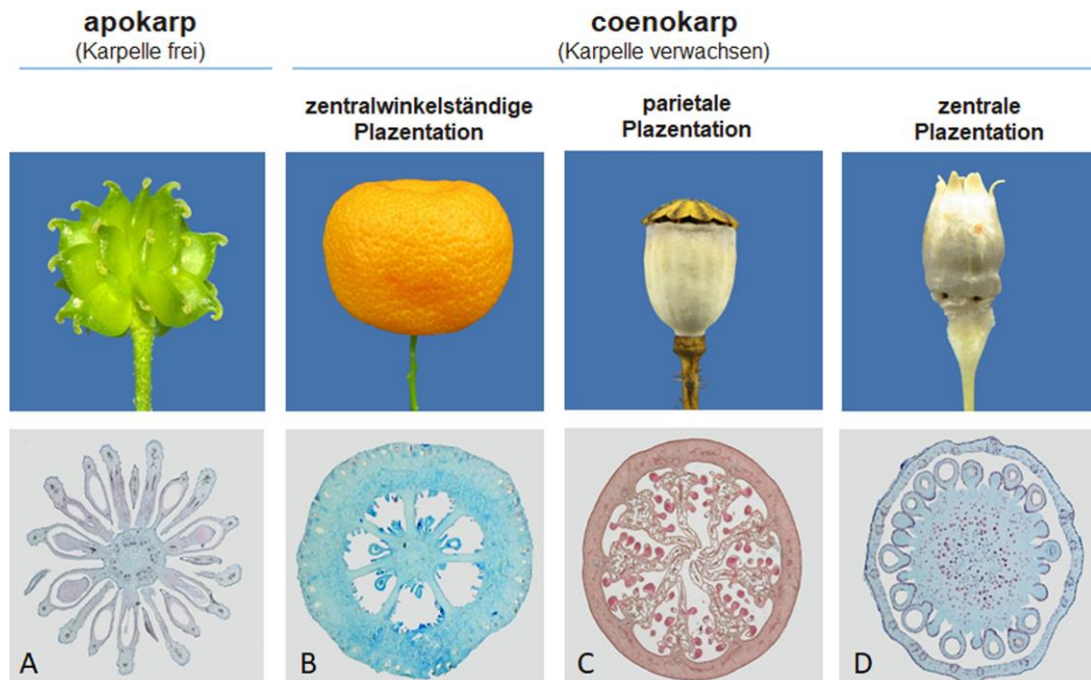 apokarp
(Karpelle frei)
coenokarp
(Karpelle verwachsen)
zentralwinkelständige
Plazentation
parietale
Plazentation
zentrale
Plazentation
A
B
C
D